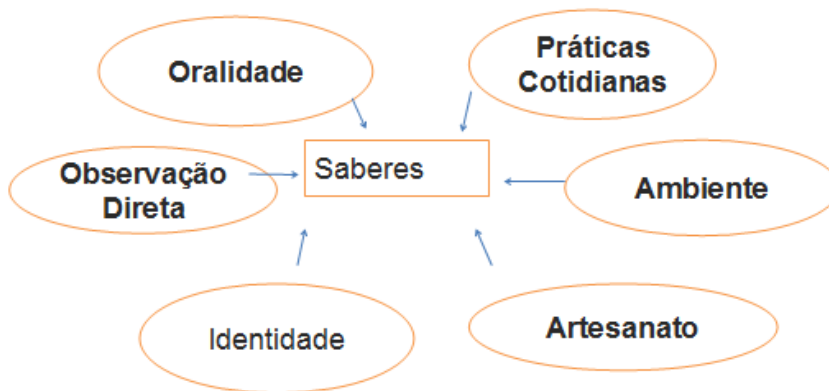 Oralidade
Práticas
Cotidianas
Saberes
Observação
Direta
Ambiente
Identidade
Artesanato